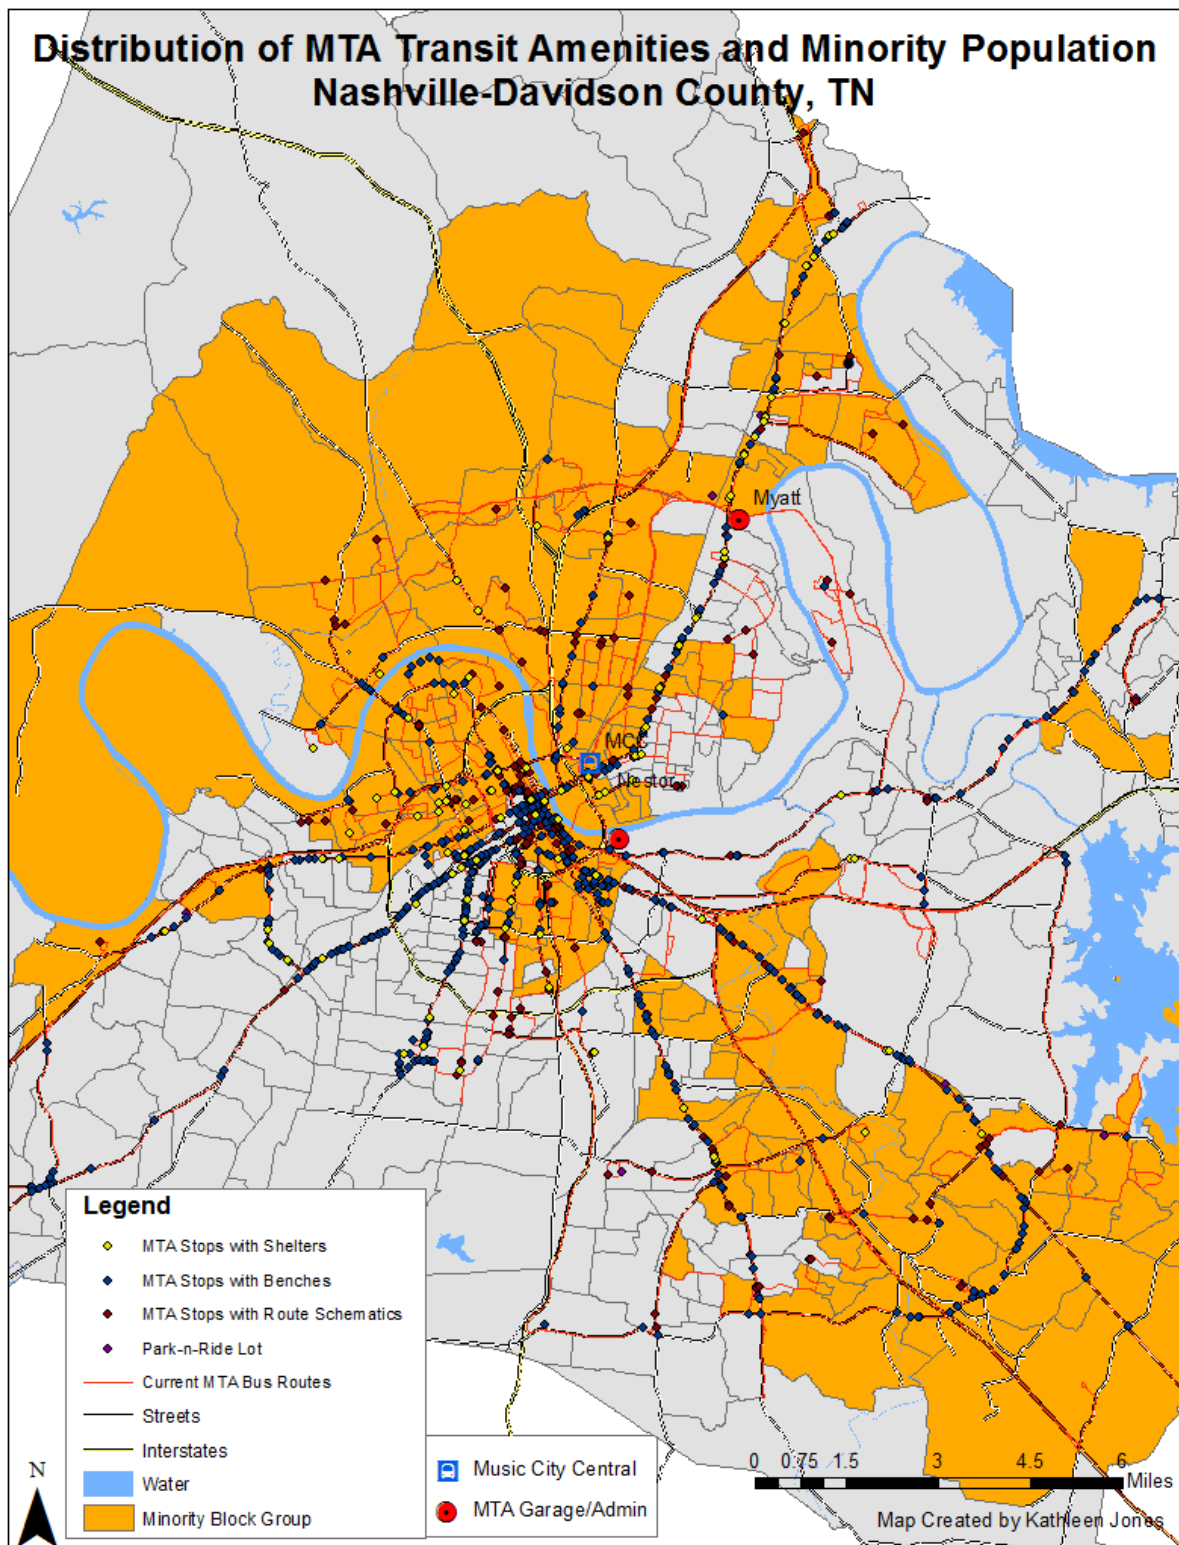 Distribution of MTA Transit Amenities and Minority Population
Nashville-Davidson County, TN
Myatt
MCC
Nestor
Legend
MTA Stops with Shelters
MTA Stops with Benches
MTA Stops with Route Schematics
Park-n-Ride Lot
Current MTA Bus Routes
Streets
Interstates
Water
Minority Block Group
N
Music City Central
MTA Garage/Admin
0 0.75 1.5 3 4.5 6
Miles
Map Created by Kathleen Jones